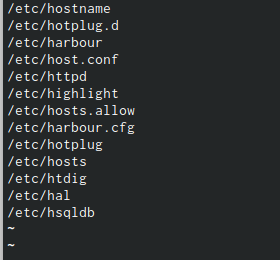 /etc/hostname
/etc/hotplug.d
/etc/harbour
/etc/host.conf
/etc/httpd
/etc/highlight
/etc/hosts.allow
/etc/harbour.cfg
/etc/hotplug
/etc/hosts
/etc/htdig
/etc/hal
/etc/hsqldb
~
~